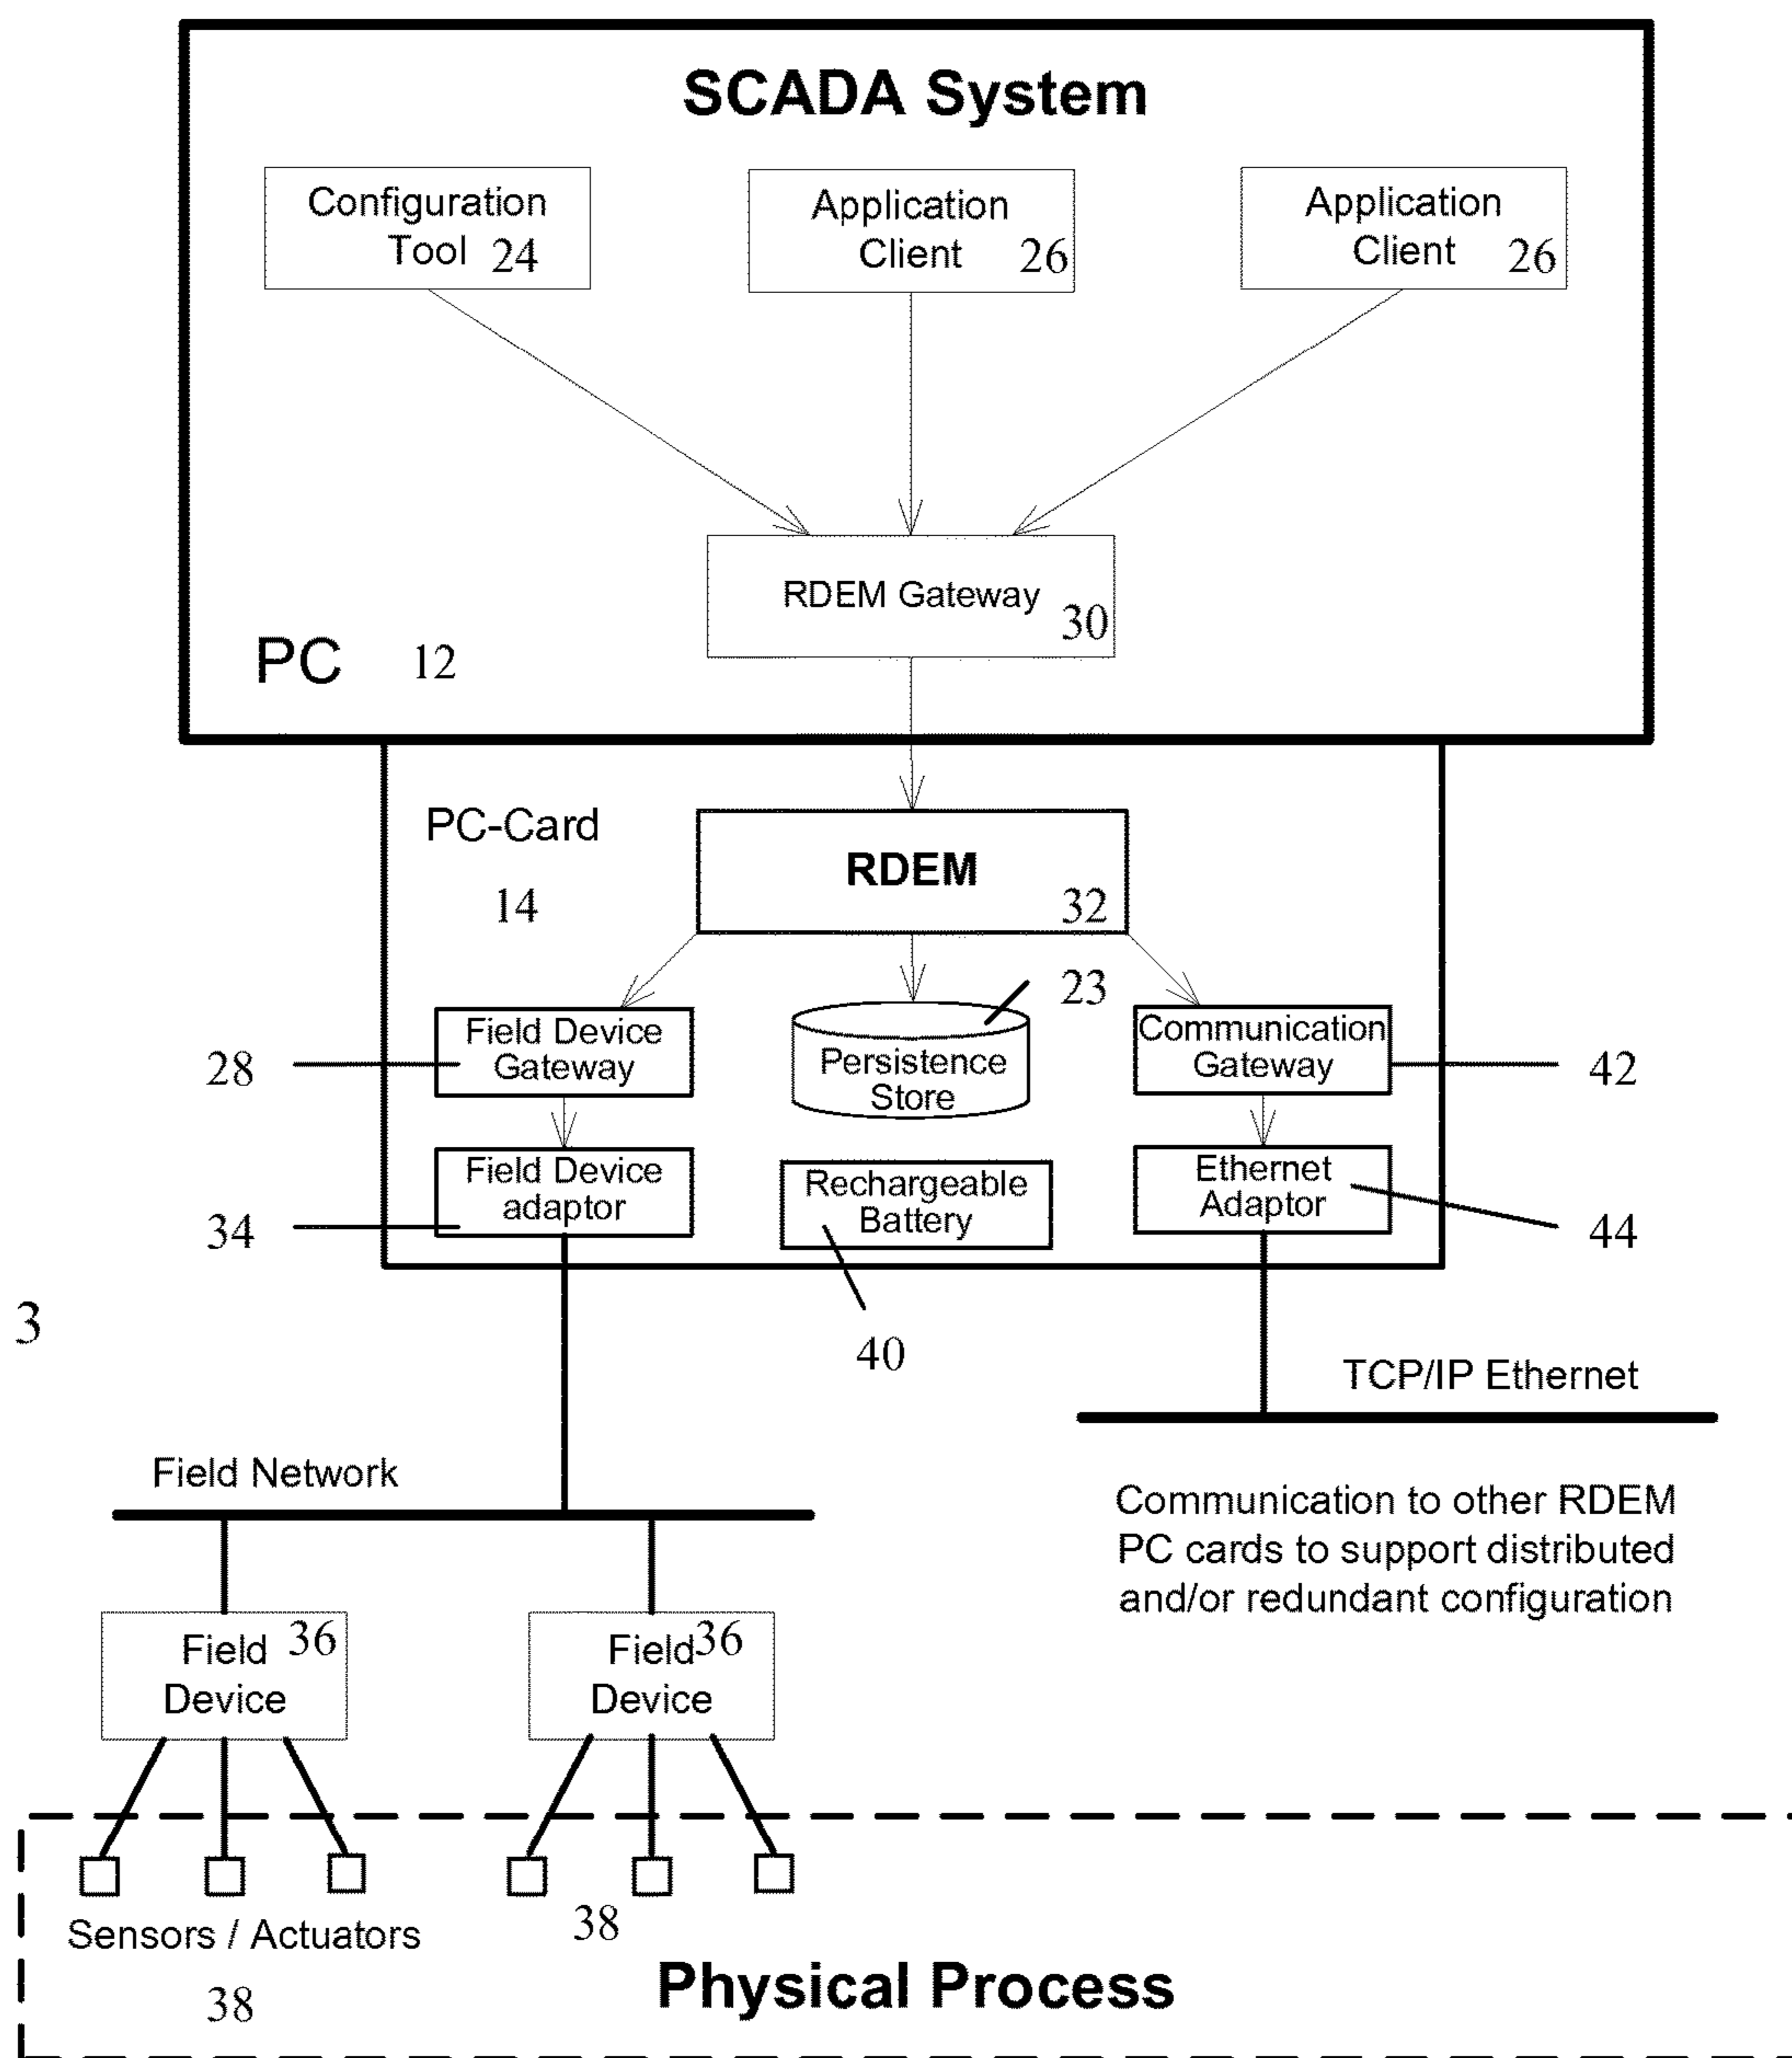 SCADA System
Configuration
Tool 24
Application
Client 26
Application
Client 26
RDEM Gateway
30
PC 12
PC-Card
14
RDEM
32
23
Field Device
Gateway
28
Persistence
Store
Communication
Gateway
42
Field Device
adaptor
34
Rechargeable
Battery
40
Ethernet
Adaptor
44
3
TCP/IP Ethernet
Field Network
Communication to other RDEM
PC cards to support distributed
and/or redundant configuration
Field 36
Device
Field 36
Device
Sensors / Actuators
38
38
Physical Process